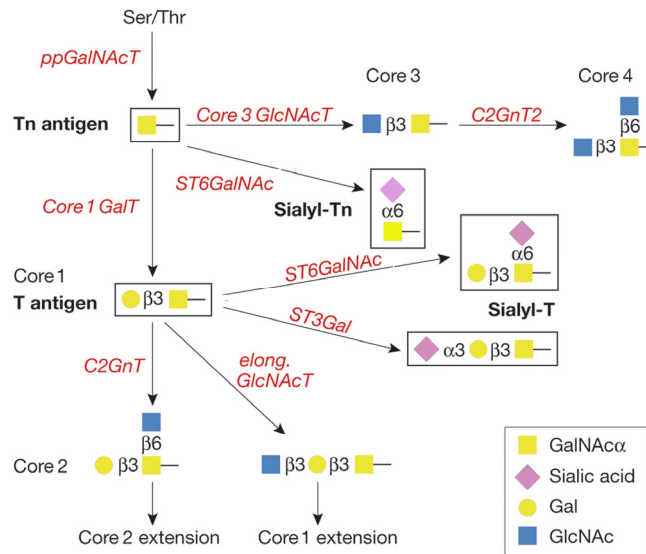 Ser/Thr
ppGalNAcT
Core 3
Core 4
Tn antigen
Core 3 GlcNAcT
β3
C2GnT2
β6
β3
ST6GalNAc
Sialyl-Tn
α6
Core 1 GalT
ST6GalNAc
α6
β3
Core 1
T antigen
β3
Sialyl-T
ST3Gal
α3 β3
C2GnT
elong.
GlcNAcT
β6
Core 2
β3
β3 β3
Core 2 extension
Core 1 extension
GalNAcα
Sialic acid
Gal
GlcNAc